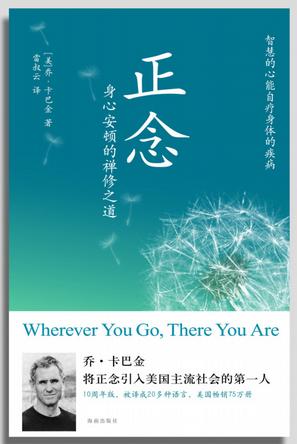 智慧的心能自疗身体的疾病
正念
身心安顿的禅修之道
[美]乔·卡巴金 著
雷叔云 译
Wherever You Go, There You Are
乔·卡巴金
将正念引入美国主流社会的第一人
10周年版，被译成20多种语言，美国畅销75万册
海南出版社